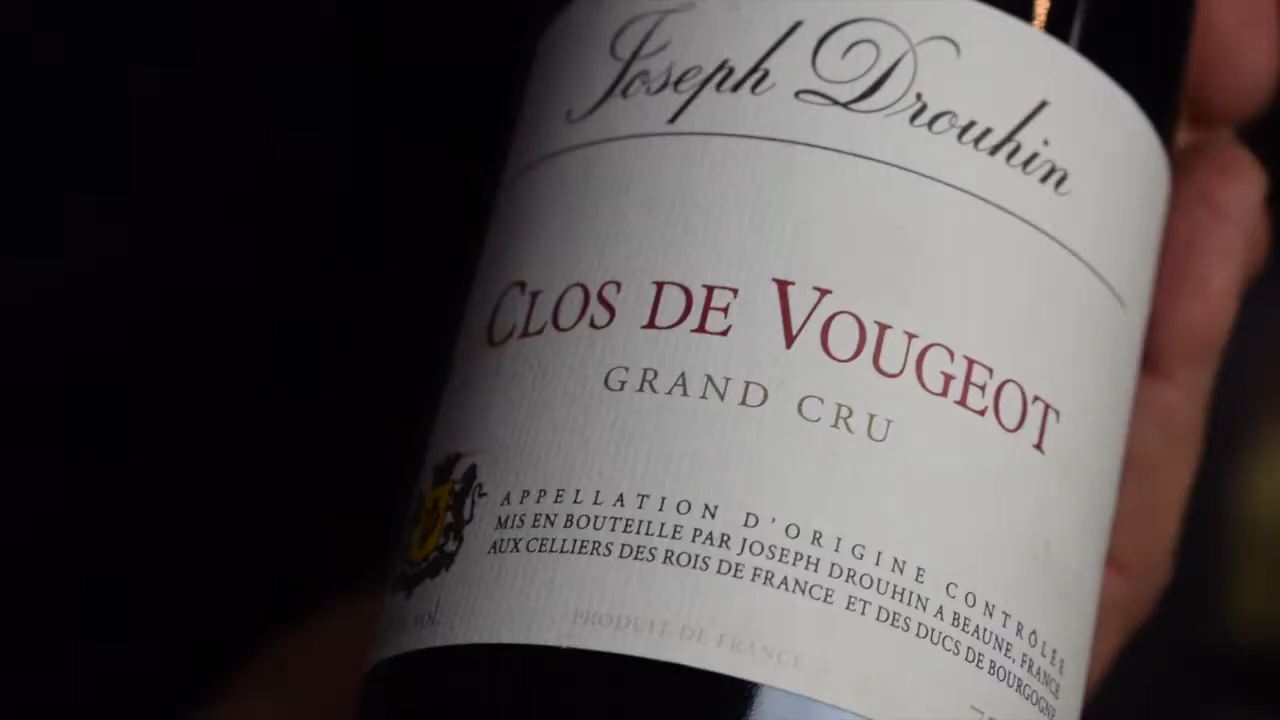 Joseph Drouhin
CLOS DE VOUGEOT
GRAND CRU
APPELLATION D'ORIGINE CONTRÔLÉE
MIS EN BOUTEILLE PAR JOSEPH DROUHIN A BEAUNE, FRANCE
AUX CELLIERS DES ROIS DE FRANCE ET DES DUCS DE BOURGOGNE
vol.
PRODUIT DE FRANCE